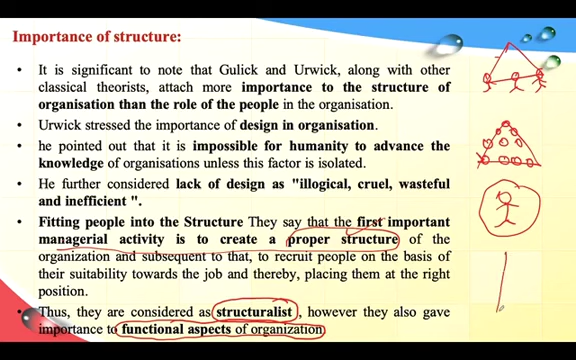 Importance of structure:
• It is significant to note that Gulick and Urwick, along with other
classical theorists, attach more importance to the structure of
organisation than the role of the people in the organisation.
• Urwick stressed the importance of design in organisation.
• he pointed out that it is impossible for humanity to advance the
knowledge of organisations unless this factor is isolated.
• He further considered lack of design as "illogical, cruel, wasteful
and inefficient ".
• Fitting people into the Structure They say that the first important
managerial activity is to create a proper structure of the
organization and subsequent to that, to recruit people on the basis of
their suitability towards the job and thereby, placing them at the right
position.
• Thus, they are considered as structuralist , however they also gave
importance to functional aspects of organization